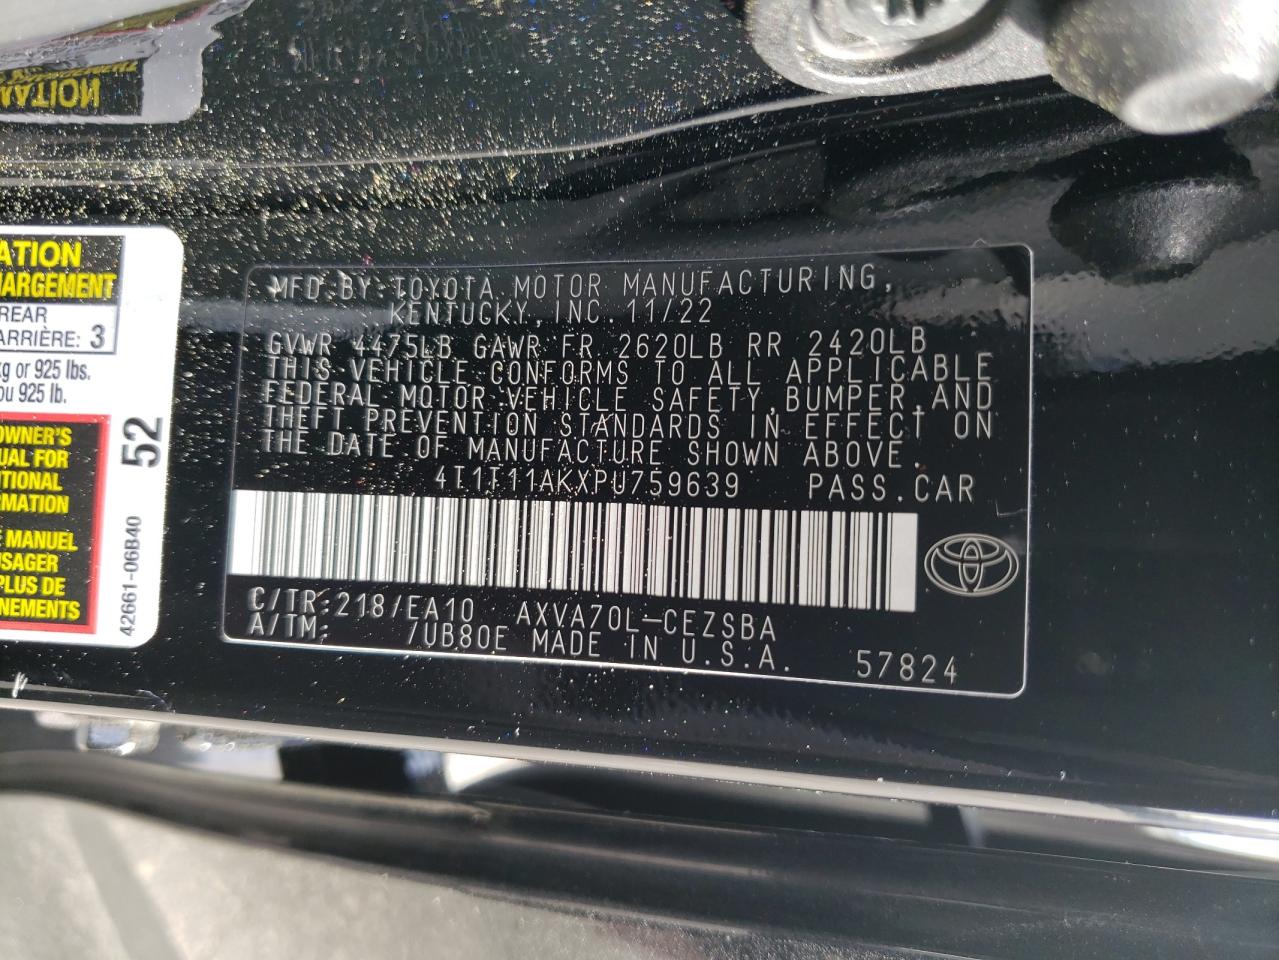 MFD.BY TOYOTA MOTOR MANUFACTURING,
KENTUCKY, INC. 11/22
GVWR 4475LB GAWR FR 2620LB RR 2420LB
THIS VEHICLE CONFORMS TO ALL APPLICABLE
FEDERAL MOTOR VEHICLE SAFETY,BUMPER,AND
THEFT PREVENTION STANDARDS IN EFFECT ON
THE DATE OF MANUFACTURE SHOWN ABOVE.
4T1T11AKXPU759639 PASS.CAR
C/TR:218/EA10 AXVA70L-CEZSBA
A/TM: /UB80E MADE IN U.S.A. 57824
ATION
HARGEMENT
REAR
ARRIÈRE: 3
kg or 925 lbs.
ou 925 lb.
OWNER'S
UAL FOR
ITIONAL
RMATION
E MANUEL
USAGER
PLUS DE
NEMENTS
52
42661-06B40